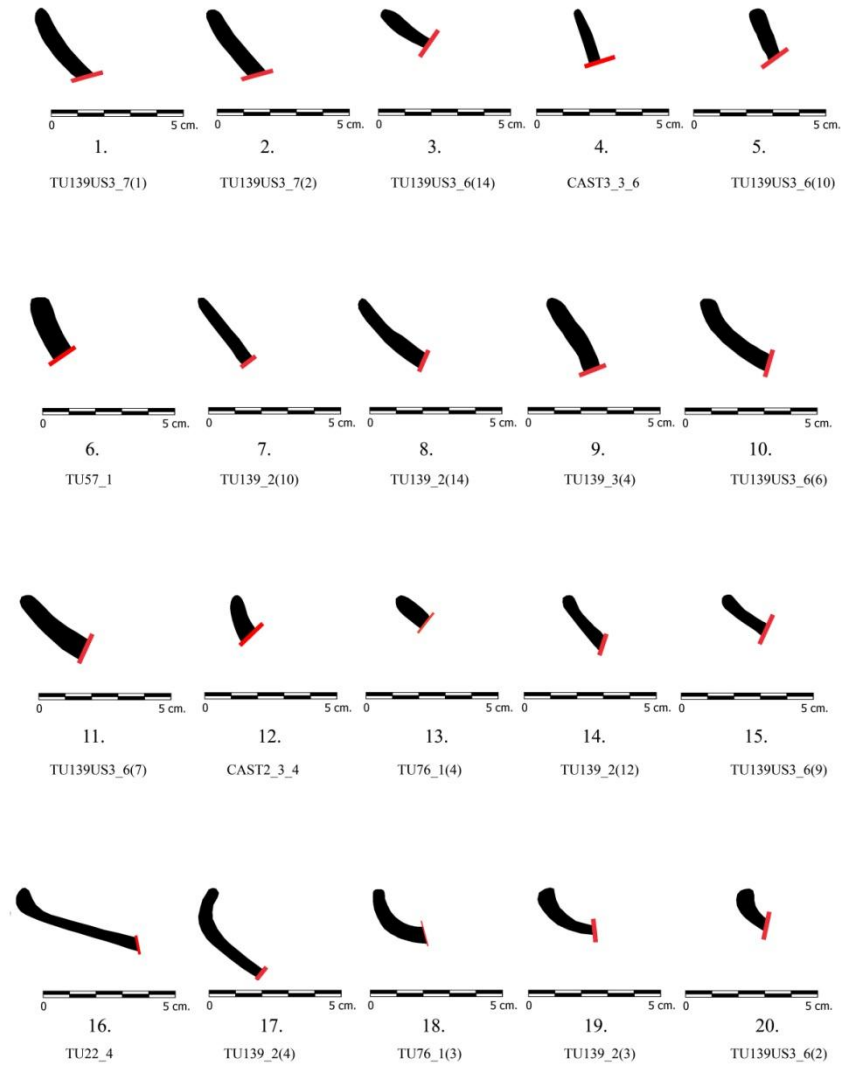 0 5 cm. 0 5 cm. 0 5 cm. 0 5 cm. 0 5 cm.
1. 2. 3. 4. 5.
TU139US3_7(1) TU139US3_7(2) TU139US3_6(14) CAST3_3_6 TU139US3_6(10)
0 5 cm. 0 5 cm. 0 5 cm. 0 5 cm. 0 5 cm.
6. 7. 8. 9. 10.
TU57_1 TU139_2(10) TU139_2(14) TU139_3(4) TU139US3_6(6)
0 5 cm. 0 5 cm. 0 5 cm. 0 5 cm. 0 5 cm.
11. 12. 13. 14. 15.
TU139US3_6(7) CAST2_3_4 TU76_1(4) TU139_2(12) TU139US3_6(9)
0 5 cm. 0 5 cm. 0 5 cm. 0 5 cm. 0 5 cm.
16. 17. 18. 19. 20.
TU22_4 TU139_2(4) TU76_1(3) TU139_2(3) TU139US3_6(2)